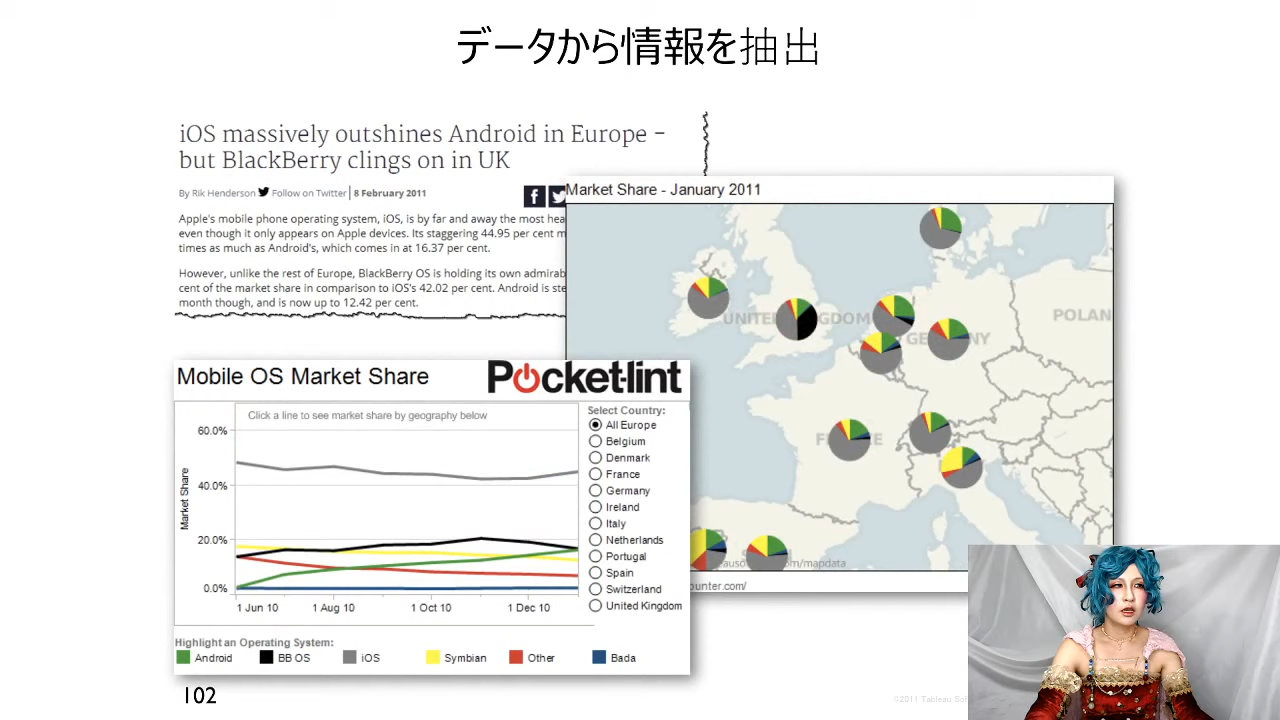 データから情報を抽出
iOS massively outshines Android in Europe -
but BlackBerry clings on in UK
By Rik Henderson Follow on Twitter | 8 February 2011
Apple's mobile phone operating system, iOS, is by far and away the most hea
even though it only appears on Apple devices. Its staggering 44.95 per cent m
times as much as Android's, which comes in at 16.37 per cent.
However, unlike the rest of Europe, BlackBerry OS is holding its own admirab
cent of the market share in comparison to iOS's 42.02 per cent. Android is ste
month though, and is now up to 12.42 per cent.
Market Share - January 2011
UNITED KINGDOM
POLAN
GERMANY
FRANCE
om/mapdata
ounter.com/
Mobile OS Market Share
Pocket-lint
Click a line to see market share by geography below
Market Share
60.0%
40.0%
20.0%
0.0%
1 Jun 10
1 Aug 10
1 Oct 10
1 Dec 10
Select Country:
All Europe
Belgium
Denmark
France
Germany
Ireland
Italy
Netherlands
Portugal
Spain
Switzerland
United Kingdom
Highlight an Operating System:
Android
BB OS
iOS
Symbian
Other
Bada
102
©2011 Tableau Sof